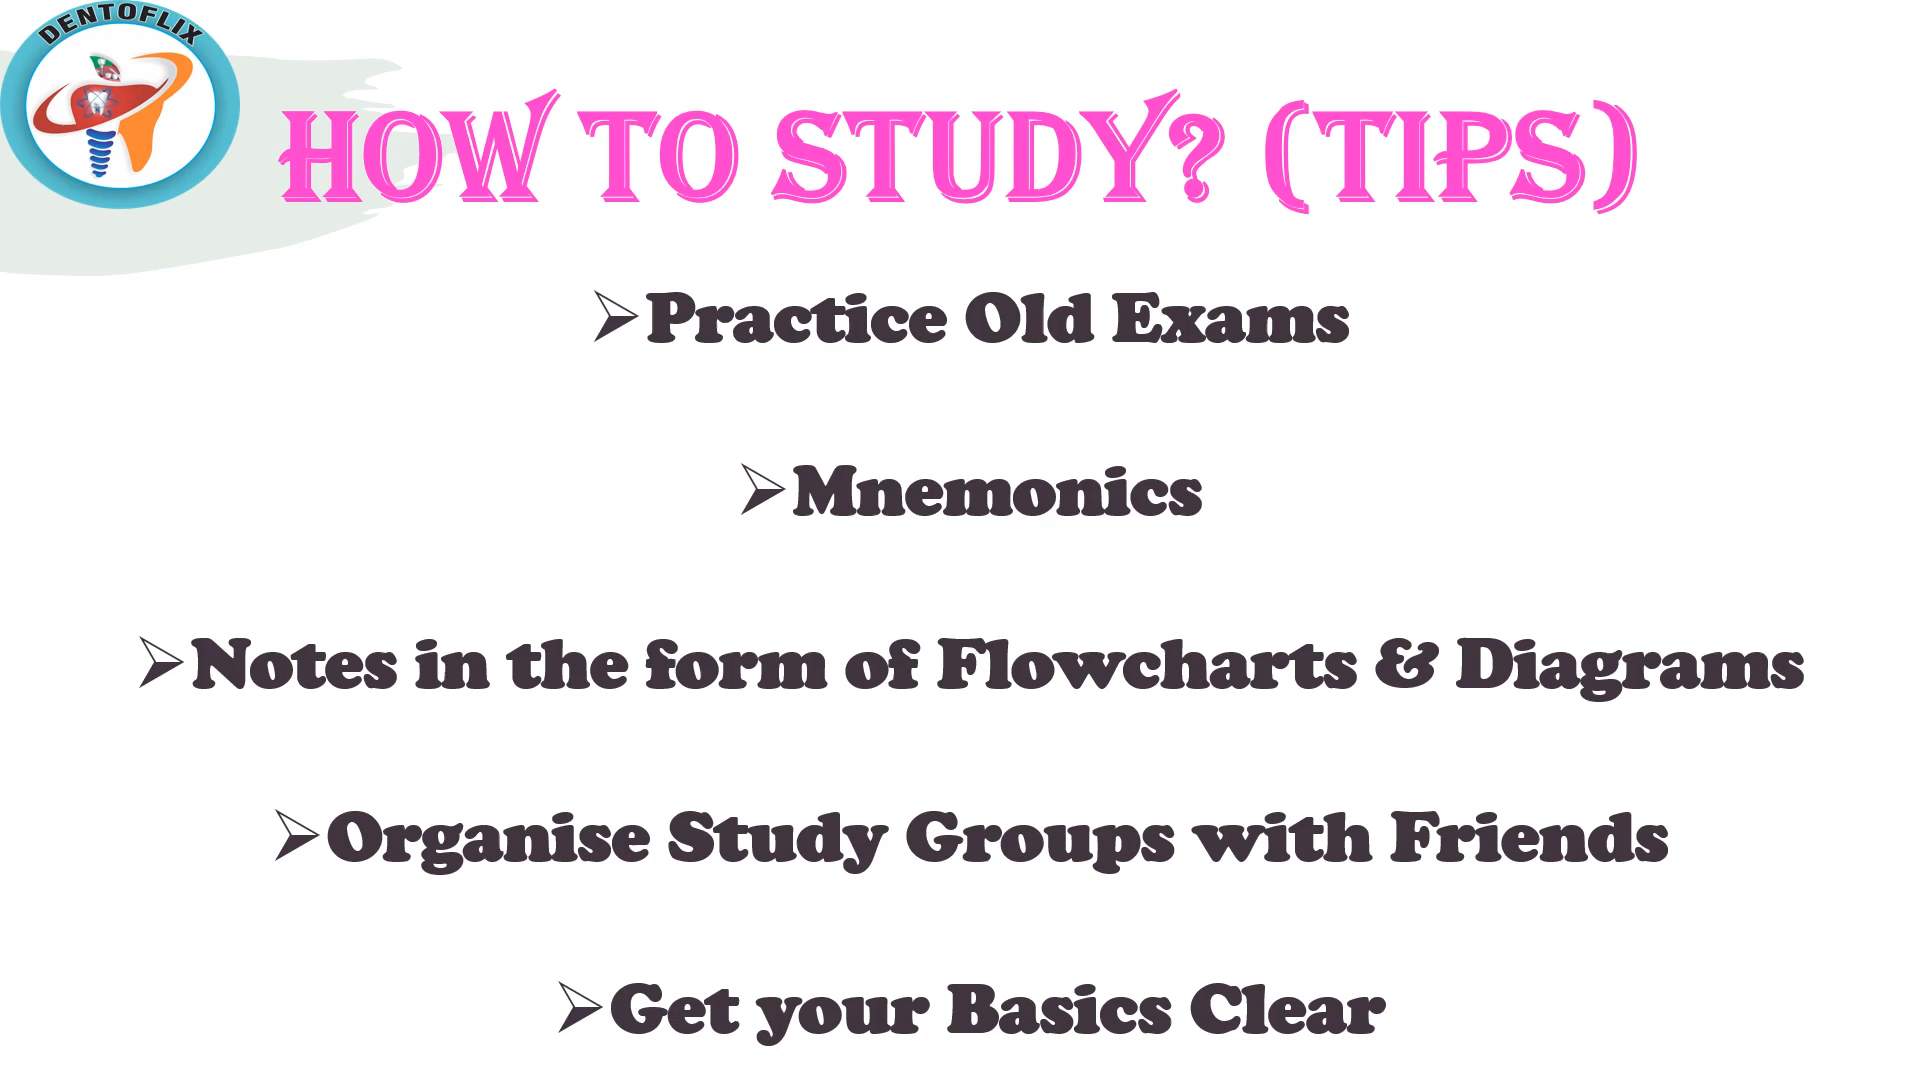 DENTOFLIX
HOW TO STUDY? (TIPS)
➢Practice Old Exams
➢Mnemonics
➢Notes in the form of Flowcharts & Diagrams
➢Organise Study Groups with Friends
➢Get your Basics Clear